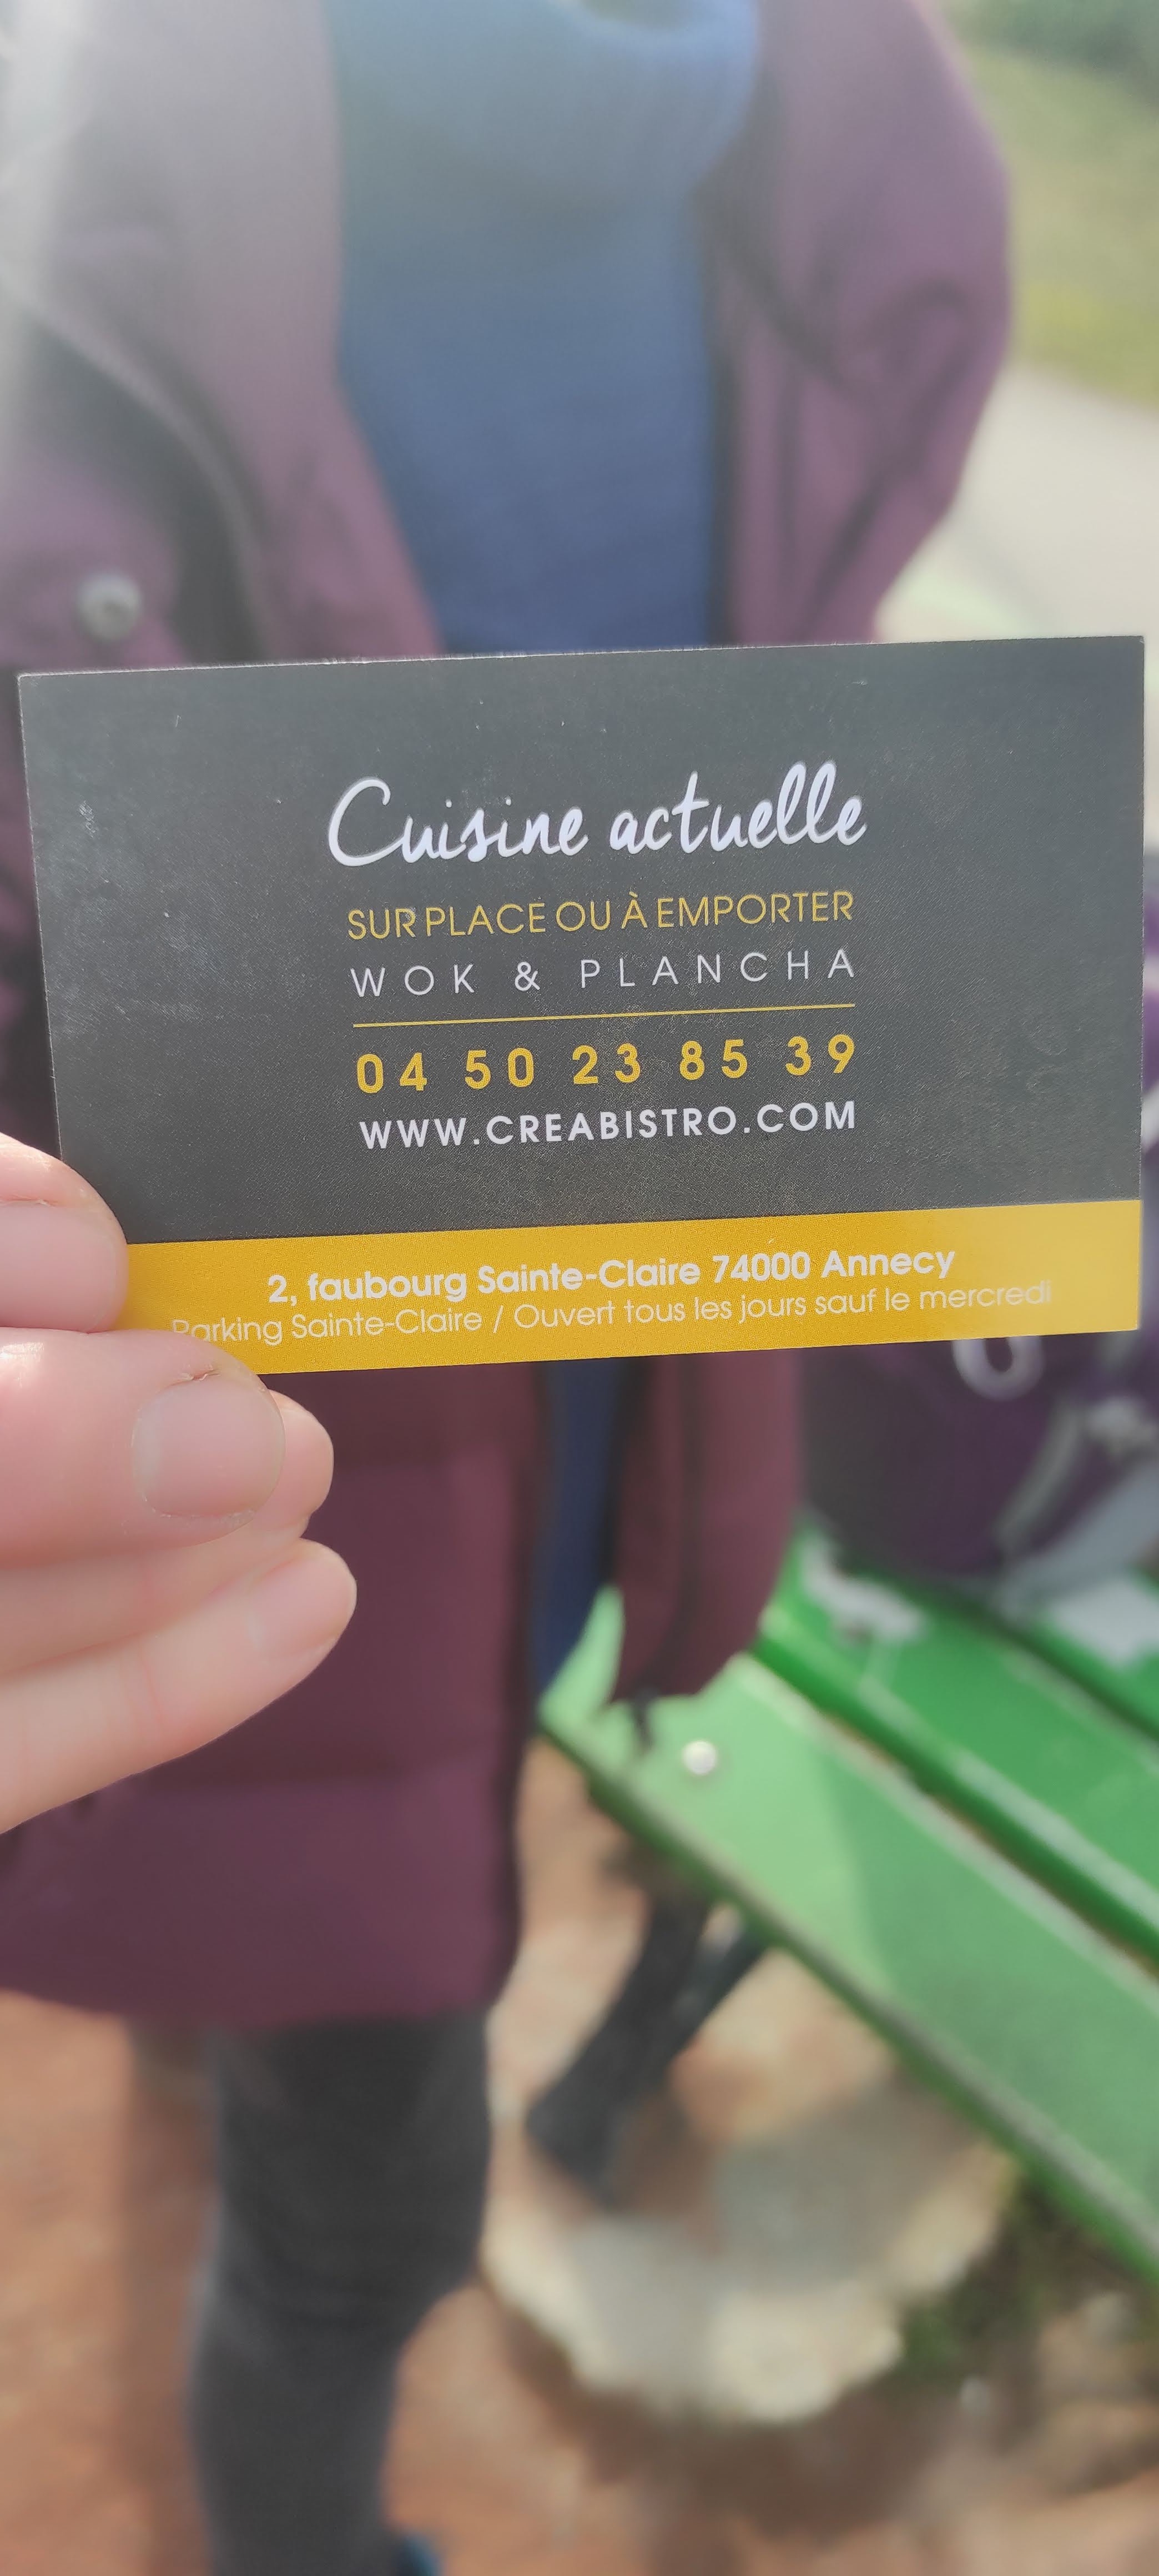 Cuisine actuelle
SUR PLACE OU À EMPORTER
WOK & PLANCHA
04 50 23 85 39
WWW.CREABISTRO.COM
2, faubourg Sainte-Claire 74000 Annecy
Parking Sainte-Claire / Ouvert tous les jours sauf le mercredi